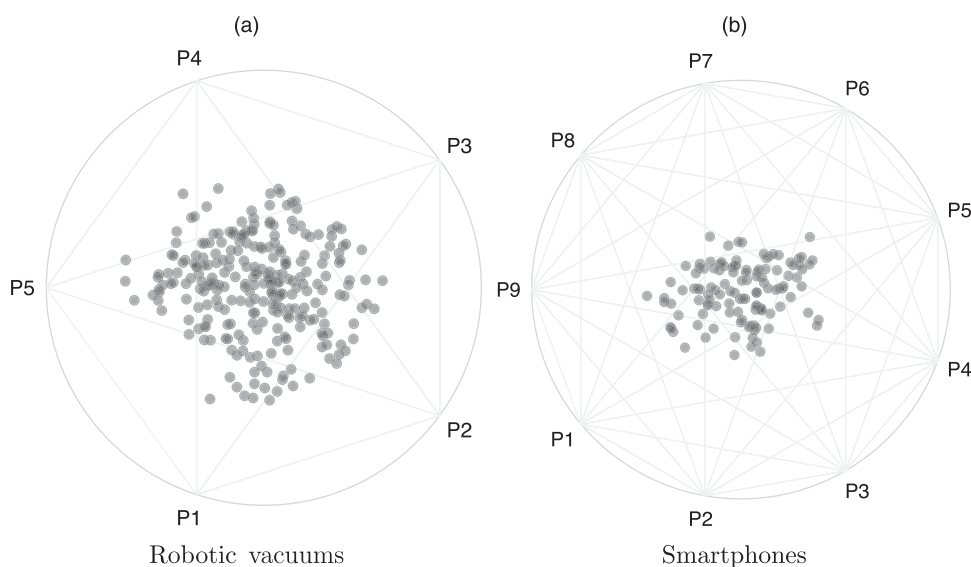 (a)
P4
P3
P5
P2
P1
Robotic vacuums
(b)
P7
P6
P8
P5
P9
P4
P1
P3
P2
Smartphones